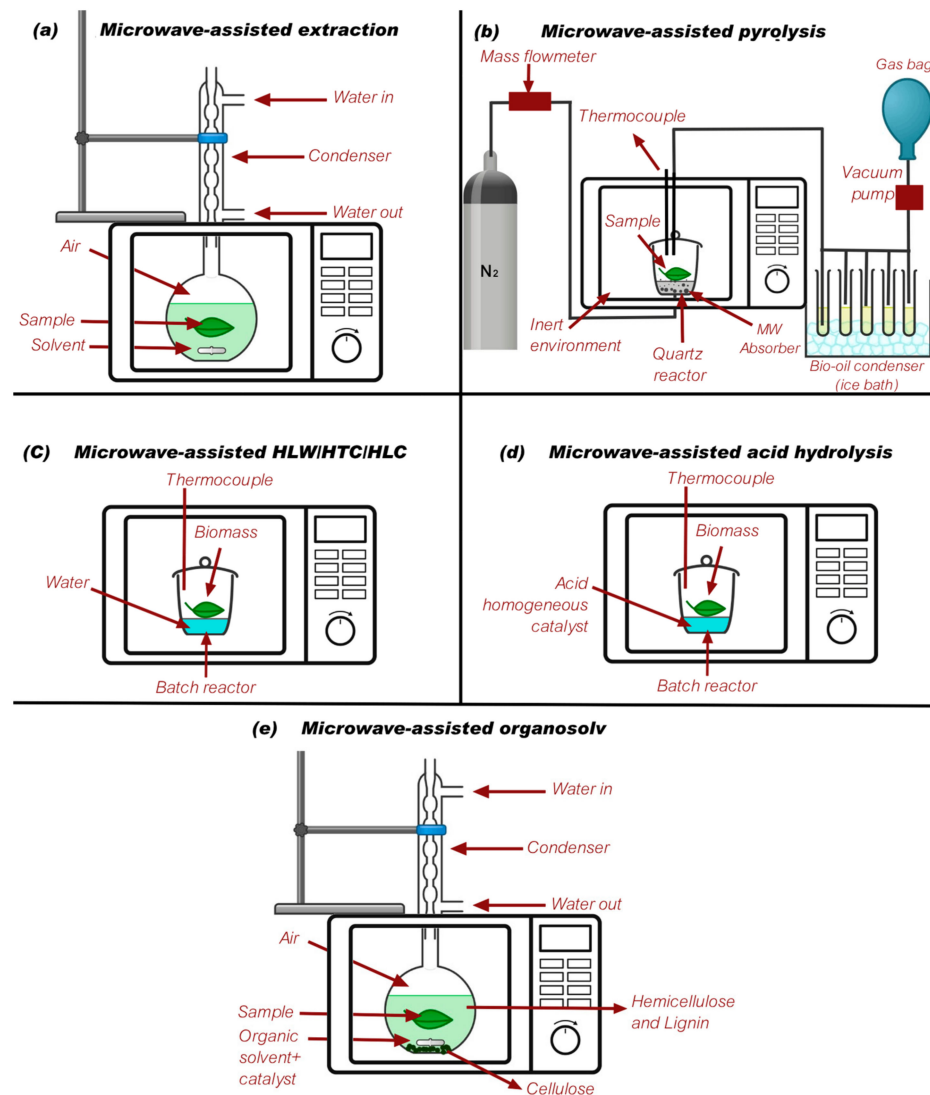 (a) Microwave-assisted extraction
Water in
Condenser
Water out
Air
Sample
Solvent
(b) Microwave-assisted pyrolysis
Mass flowmeter
Gas bag
Thermocouple
Vacuum
pump
Sample
N₂
Inert
environment
MW
Absorber
Quartz
reactor
Bio-oil condenser
(ice bath)
(C) Microwave-assisted HLW/HTC/HLC
Thermocouple
Biomass
Water
Batch reactor
(d) Microwave-assisted acid hydrolysis
Thermocouple
Biomass
Acid
homogeneous
catalyst
Batch reactor
(e) Microwave-assisted organosolv
Water in
Condenser
Water out
Air
Sample
Organic
solvent+
catalyst
Hemicellulose
and Lignin
Cellulose